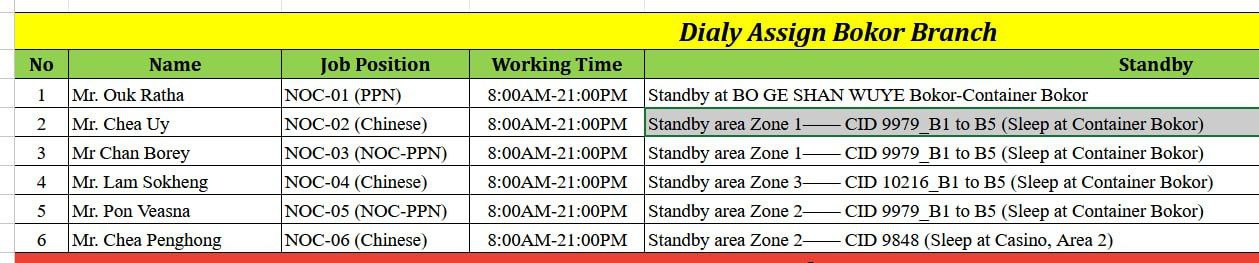 Dialy Assign Bokor Branch
No Name Job Position Working Time Standby
1 Mr. Ouk Ratha NOC-01 (PPN) 8:00AM-21:00PM Standby at BO GE SHAN WUYE Bokor-Container Bokor
2 Mr. Chea Uy NOC-02 (Chinese) 8:00AM-21:00PM Standby area Zone 1—— CID 9979_B1 to B5 (Sleep at Container Bokor)
3 Mr Chan Borey NOC-03 (NOC-PPN) 8:00AM-21:00PM Standby area Zone 1—— CID 9979_B1 to B5 (Sleep at Container Bokor)
4 Mr. Lam Sokheng NOC-04 (Chinese) 8:00AM-21:00PM Standby area Zone 3—— CID 10216_B1 to B5 (Sleep at Container Bokor)
5 Mr. Pon Veasna NOC-05 (NOC-PPN) 8:00AM-21:00PM Standby area Zone 2—— CID 9979_B1 to B5 (Sleep at Container Bokor)
6 Mr. Chea Penghong NOC-06 (Chinese) 8:00AM-21:00PM Standby area Zone 2—— CID 9848 (Sleep at Casino, Area 2)